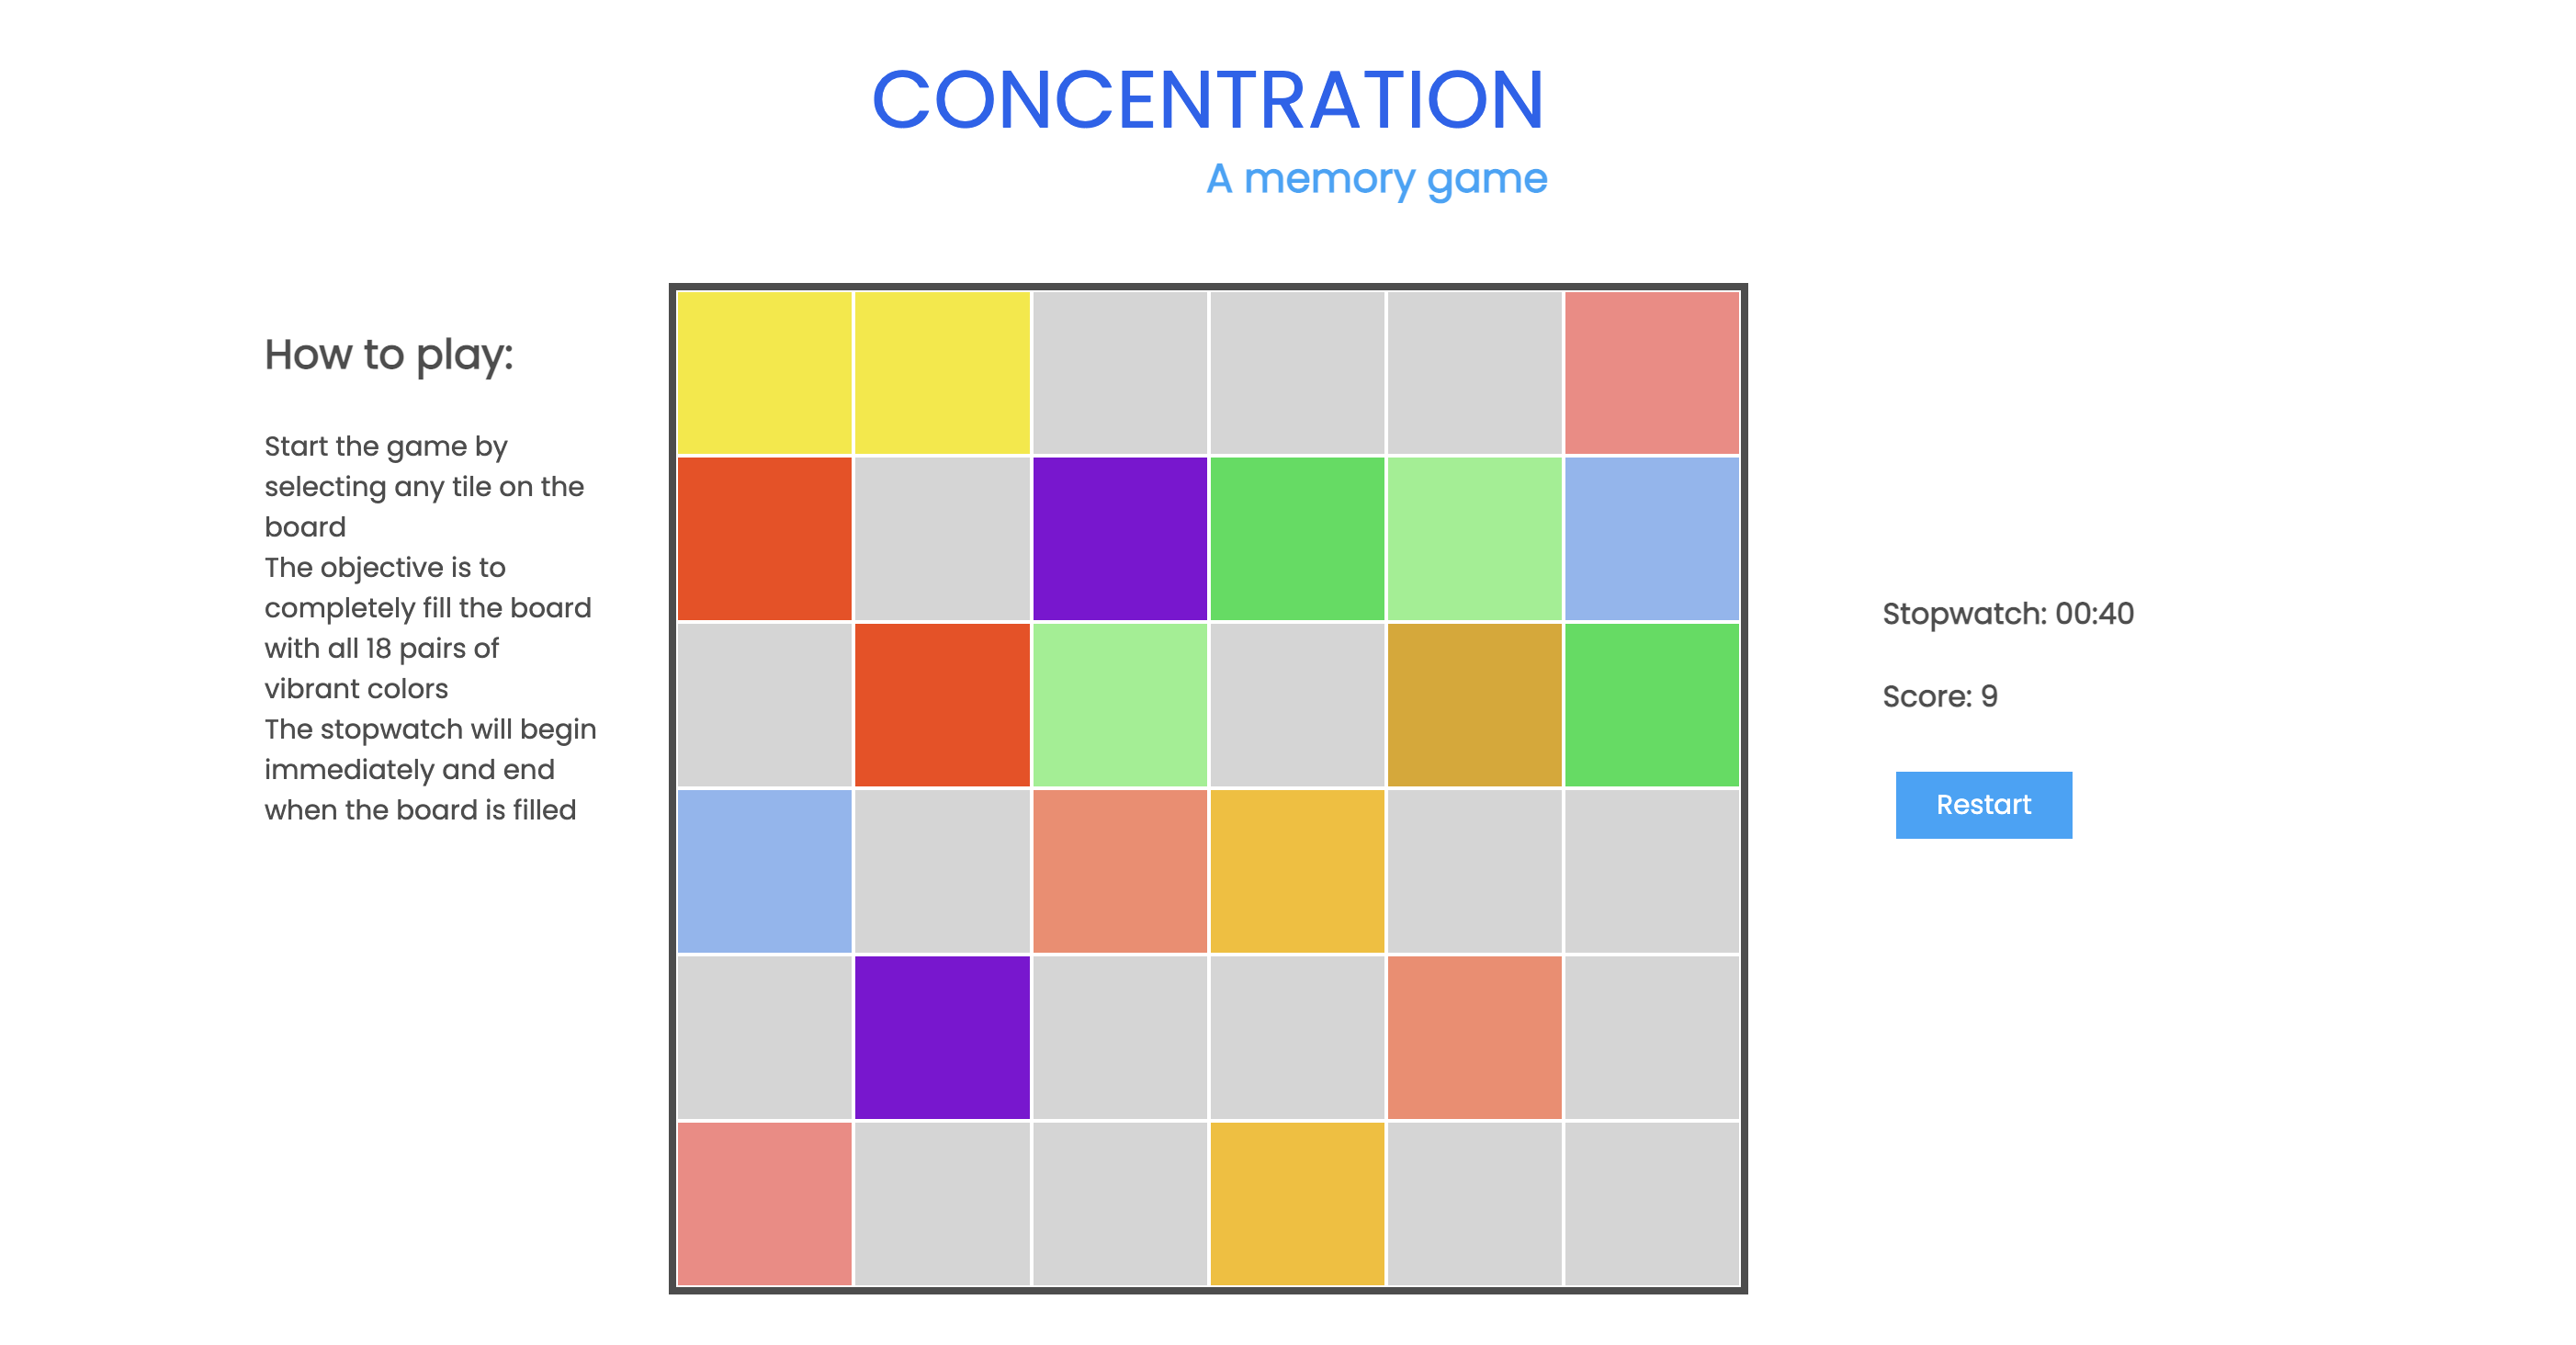 CONCENTRATION
A memory game
How to play:
Start the game by
selecting any tile on the
board
The objective is to
completely fill the board
with all 18 pairs of
vibrant colors
The stopwatch will begin
immediately and end
when the board is filled
Stopwatch: 00:40
Score: 9
Restart